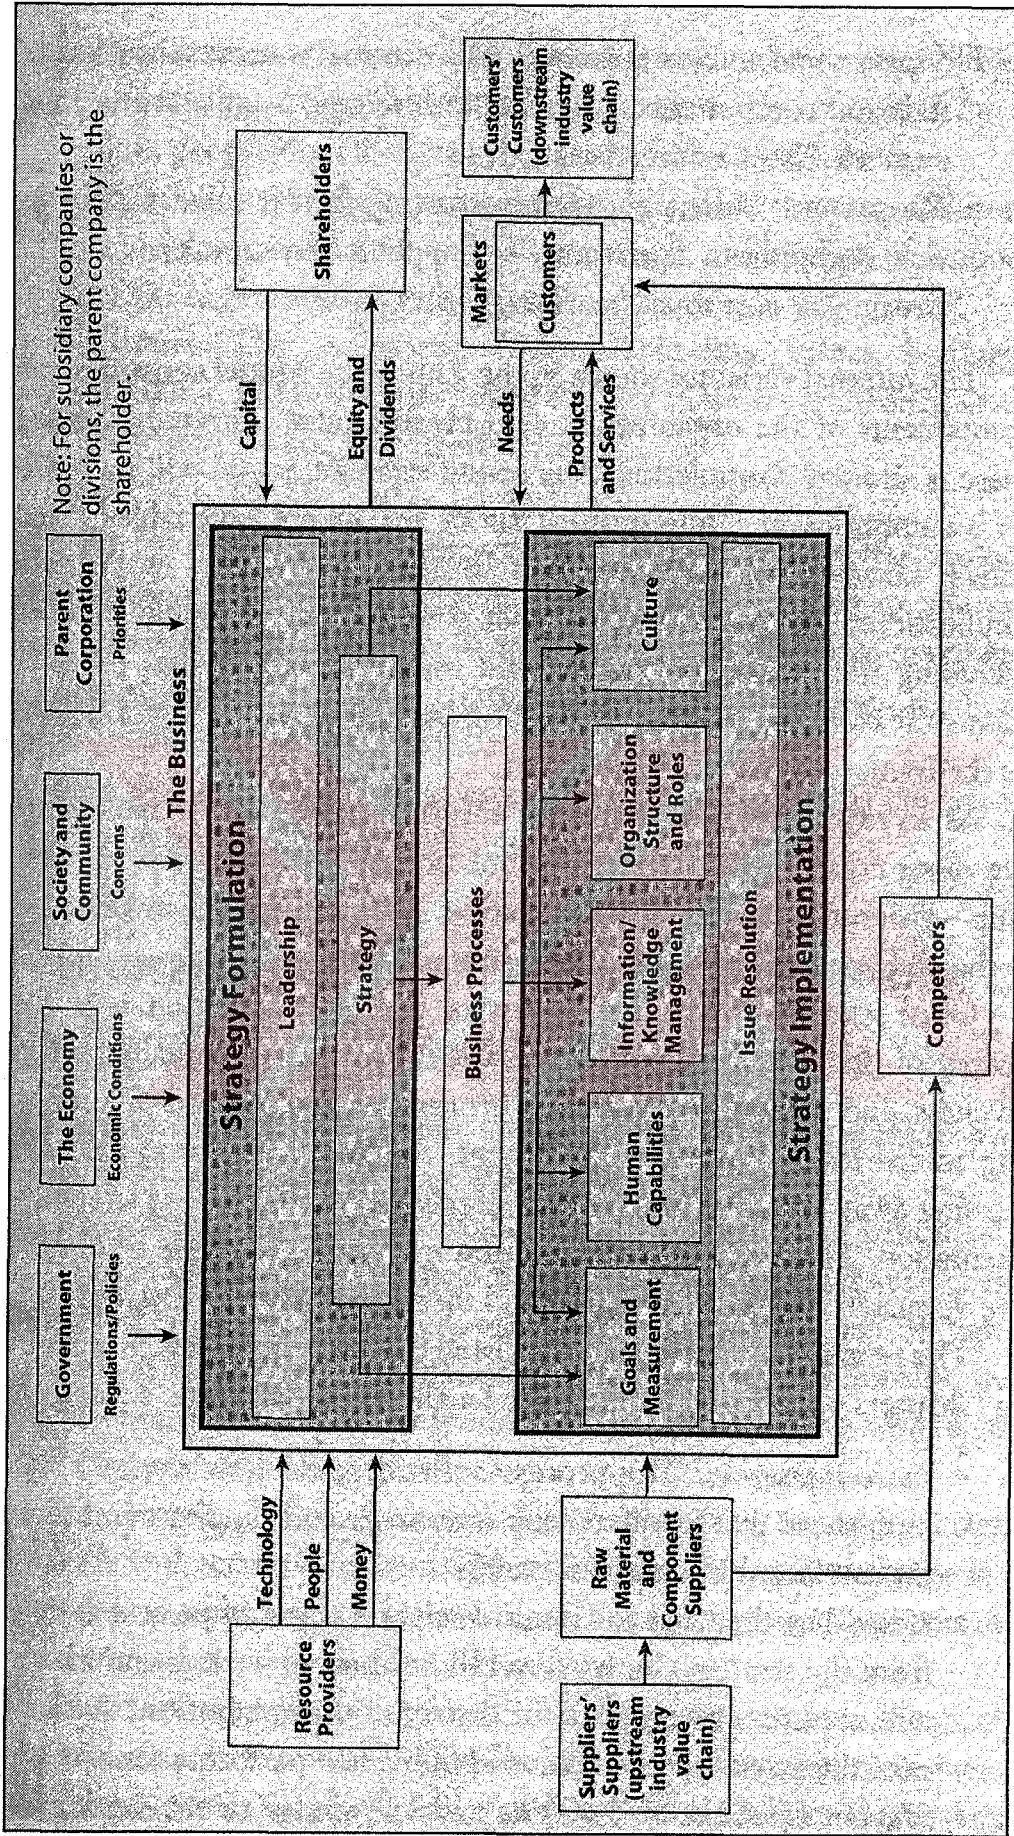 Government
Regulations/Policies
The Economy
Economic Conditions
Society and
Community
Concerns
Parent
Corporation
Priorities
Note: For subsidiary companies or
divisions, the parent company is the
shareholder.
The Business
Resource
Providers
Technology
People
Money
Strategy Formulation
Leadership
Strategy
Capital
Equity and
Dividends
Shareholders
Business Processes
Suppliers'
Suppliers
(upstream
industry
value
chain)
Raw
Material
and
Component
Suppliers
Goals and
Measurement
Human
Capabilities
Information/
Knowledge
Management
Organization
Structure
and Roles
Culture
Issue Resolution
Strategy Implementation
Needs
Products
and Services
Markets
Customers
Customers'
Customers
(downstream
industry
value
chain)
Competitors